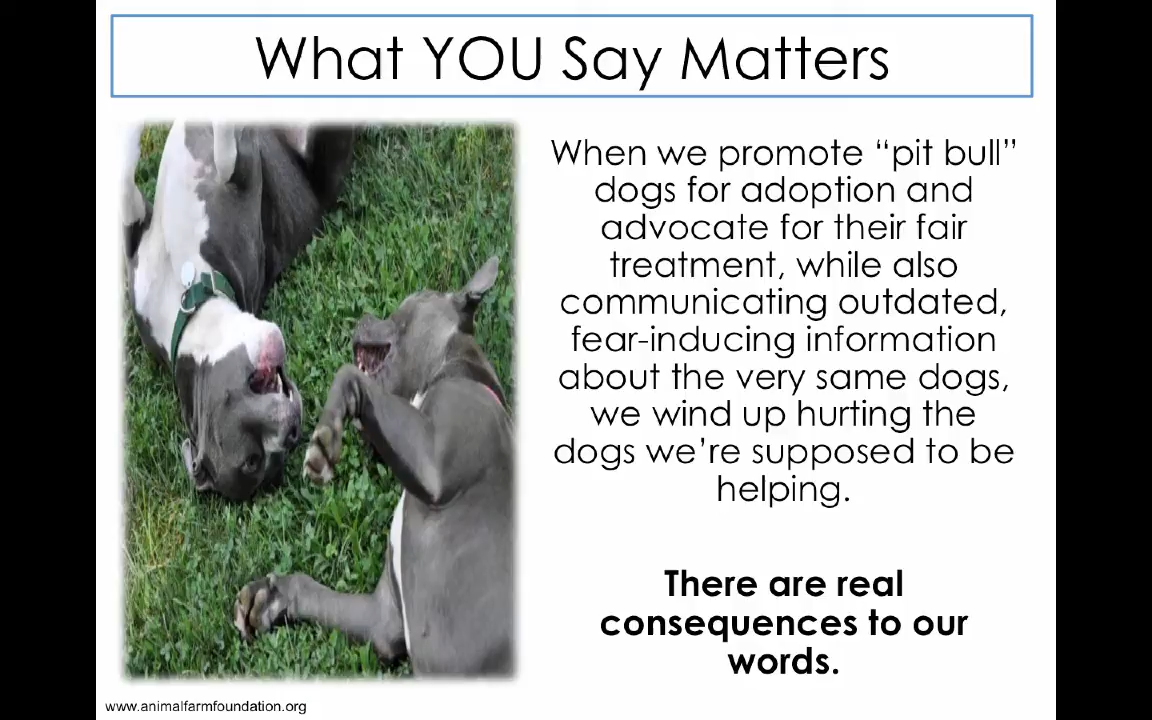 What YOU Say Matters
When we promote “pit bull”
dogs for adoption and
advocate for their fair
treatment, while also
communicating outdated,
fear-inducing information
about the very same dogs,
we wind up hurting the
dogs we’re supposed to be
helping.
There are real
consequences to our
words.
www.animalfarmfoundation.org